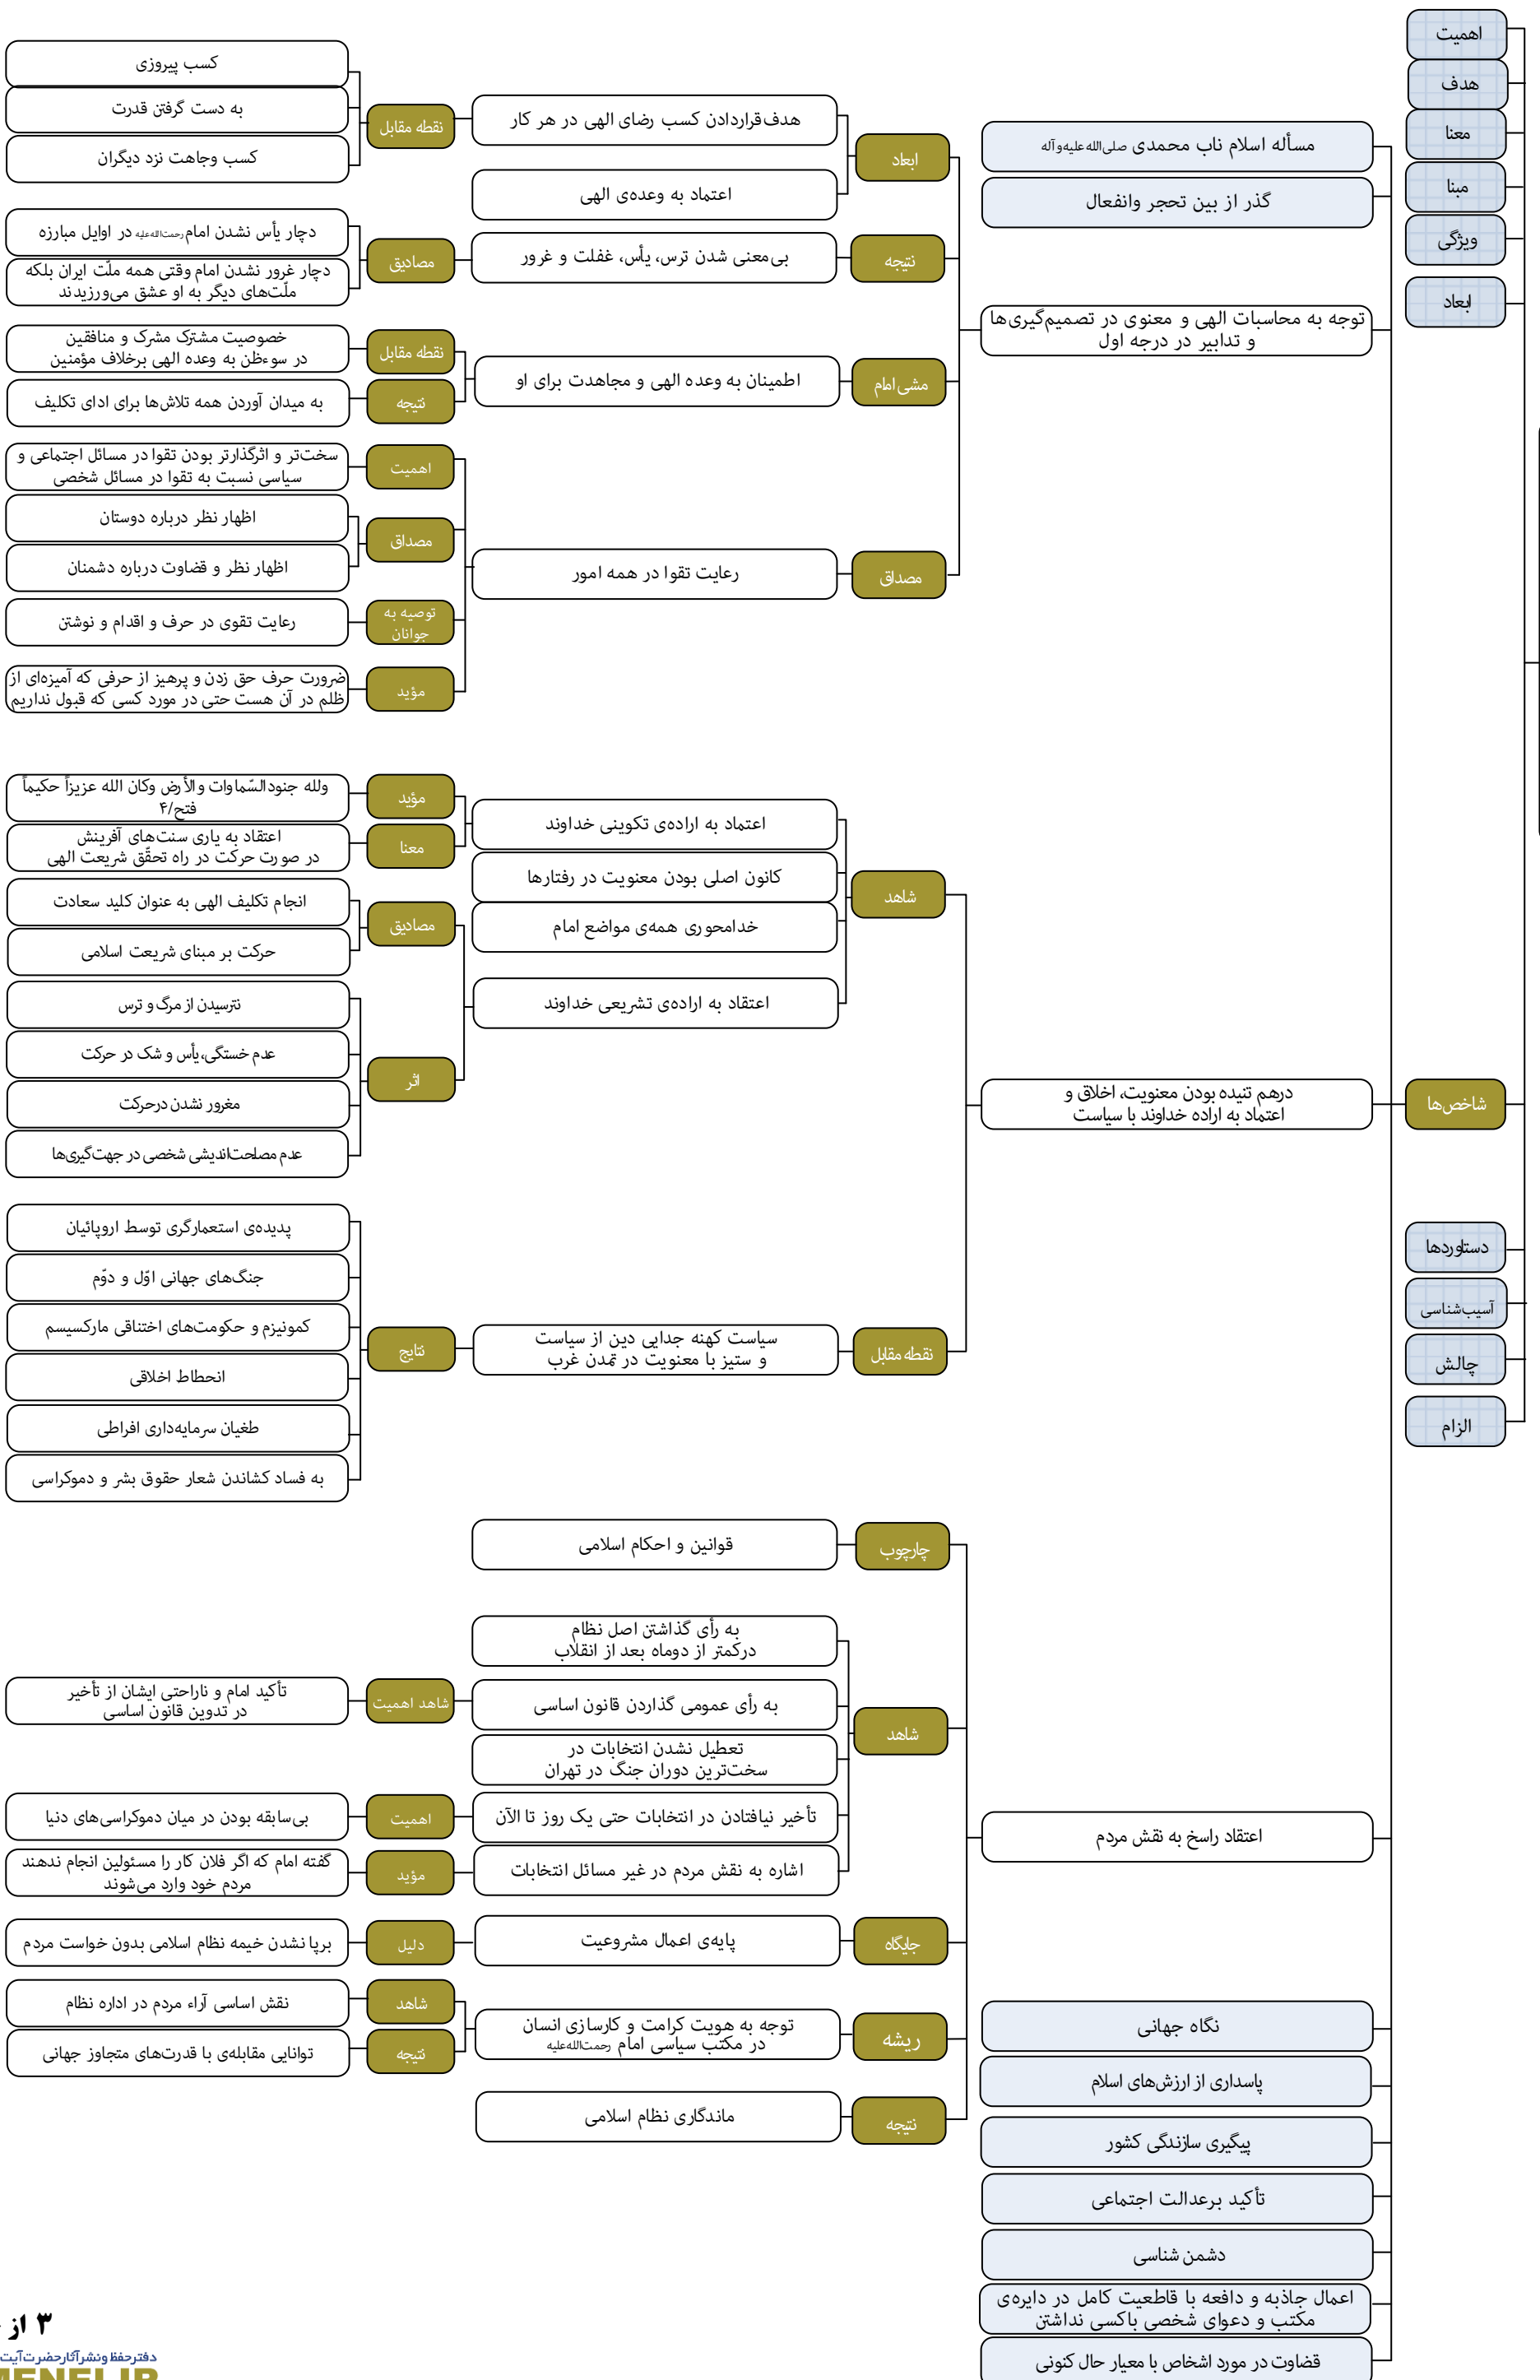 اهمیت
هدف
معنا
مبنا
ویژگی
ابعاد
شاخص‌ها
دستاوردها
آسیب‌شناسی
چالش
الزام
مسأله اسلام ناب محمدی صلی‌الله‌علیه‌وآله
گذر از بین تحجر وانفعال
توجه به محاسبات الهی و معنوی در تصمیم‌گیری‌ها
و تدابیر در درجه اول
ابعاد
هدف‌قراردادن کسب رضای الهی در هر کار
نقطه مقابل
کسب پیروزی
به دست گرفتن قدرت
کسب وجاهت نزد دیگران
اعتماد به وعده‌ی الهی
نتیجه
بی‌معنی شدن ترس، یأس، غفلت و غرور
مصادیق
دچار یأس نشدن امام رحمت‌الله‌علیه در اوایل مبارزه
دچار غرور نشدن امام وقتی همه ملّت ایران بلکه
ملّت‌های دیگر به او عشق می‌ورزیدند
مشی امام
اطمینان به وعده الهی و مجاهدت برای او
نقطه مقابل
خصوصیت مشترک مشرک و منافقین
در سوءظن به وعده الهی برخلاف مؤمنین
نتیجه
به میدان آوردن همه تلاش‌ها برای ادای تکلیف
مصداق
رعایت تقوا در همه امور
اهمیت
سخت‌تر و اثرگذارتر بودن تقوا در مسائل اجتماعی و
سیاسی نسبت به تقوا در مسائل شخصی
مصداق
اظهار نظر درباره دوستان
اظهار نظر و قضاوت درباره دشمنان
توصیه به
جوانان
رعایت تقوی در حرف و اقدام و نوشتن
مؤید
ضرورت حرف حق زدن و پرهیز از حرفی که آمیزه‌ای از
ظلم در آن هست حتی در مورد کسی که قبول نداریم
درهم تنیده بودن معنویت، اخلاق و
اعتماد به اراده خداوند با سیاست
شاهد
اعتماد به اراده‌ی تکوینی خداوند
مؤید
ولله جنودالسّماوات والأرض وکان الله عزیزاً حکیماً
فتح/۴
معنا
اعتقاد به یاری سنت‌های آفرینش
در صورت حرکت در راه تحقّق شریعت الهی
کانون اصلی بودن معنویت در رفتارها
خدامحوری همه‌ی مواضع امام
اعتقاد به اراده‌ی تشریعی خداوند
مصادیق
انجام تکلیف الهی به عنوان کلید سعادت
حرکت بر مبنای شریعت اسلامی
اثر
نترسیدن از مرگ و ترس
عدم خستگی،یأس و شک در حرکت
مغرور نشدن درحرکت
عدم مصلحت‌اندیشی شخصی در جهت‌گیری‌ها
نقطه مقابل
سیاست کهنه جدایی دین از سیاست
و ستیز با معنویت در تمدن غرب
نتایج
پدیده‌ی استعمارگری توسط اروپائیان
جنگ‌های جهانی اوّل و دوّم
کمونیزم و حکومت‌های اختناقی مارکسیسم
انحطاط اخلاقی
طغیان سرمایه‌داری افراطی
به فساد کشاندن شعار حقوق بشر و دموکراسی
اعتقاد راسخ به نقش مردم
چارچوب
قوانین و احکام اسلامی
شاهد
به رأی گذاشتن اصل نظام
درکمتر از دوماه بعد از انقلاب
به رأی عمومی گذاردن قانون اساسی
شاهد اهمیت
تأکید امام و ناراحتی ایشان از تأخیر
در تدوین قانون اساسی
تعطیل نشدن انتخابات در
سخت‌ترین دوران جنگ در تهران
تأخیر نیافتادن در انتخابات حتی یک روز تا الآن
اهمیت
بی‌سابقه بودن در میان دموکراسی‌های دنیا
اشاره به نقش مردم در غیر مسائل انتخابات
مؤید
گفته امام که اگر فلان کار را مسئولین انجام ندهند
مردم خود وارد می‌شوند
جایگاه
پایه‌ی اعمال مشروعیت
دلیل
برپا نشدن خیمه نظام اسلامی بدون خواست مردم
ریشه
توجه به هویت کرامت و کارسازی انسان
در مکتب سیاسی امام رحمت‌الله‌علیه
شاهد
نقش اساسی آراء مردم در اداره نظام
نتیجه
توانایی مقابله‌ی با قدرت‌های متجاوز جهانی
نتیجه
ماندگاری نظام اسلامی
نگاه جهانی
پاسداری از ارزش‌های اسلام
پیگیری سازندگی کشور
تأکید برعدالت اجتماعی
دشمن شناسی
اعمال جاذبه و دافعه با قاطعیت کامل در دایره‌ی
مکتب و دعوای شخصی باکسی نداشتن
قضاوت در مورد اشخاص با معیار حال کنونی
۳ از
دفترحفظ ونشرآثارحضرت‌آیت
MENEI.IR